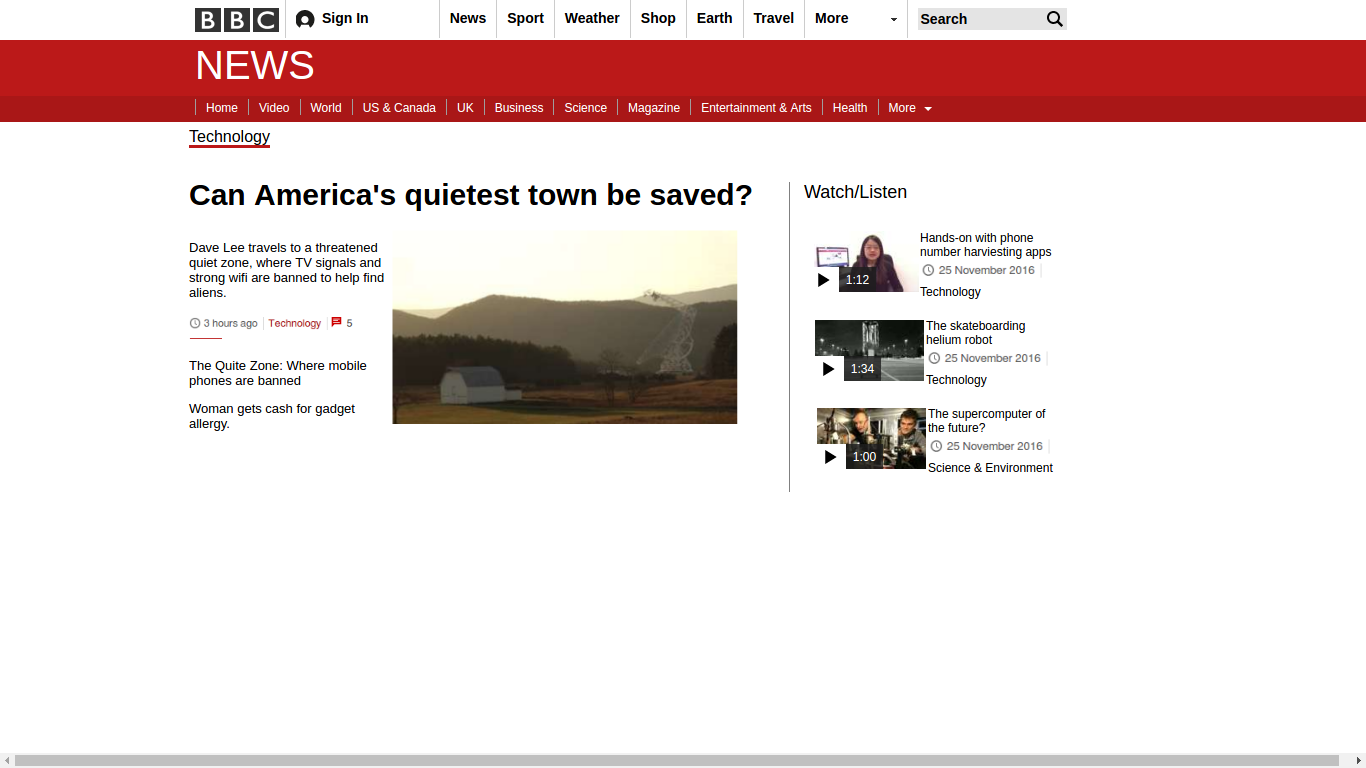 BBC Sign In News Sport Weather Shop Earth Travel More Search
NEWS
Home Video World US & Canada UK Business Science Magazine Entertainment & Arts Health More
Technology
Can America's quietest town be saved?
Dave Lee travels to a threatened
quiet zone, where TV signals and
strong wifi are banned to help find
aliens.
3 hours ago Technology 5
The Quite Zone: Where mobile
phones are banned
Woman gets cash for gadget
allergy.
Watch/Listen
1:12
Hands-on with phone
number harviesting apps
25 November 2016
Technology
1:34
The skateboarding
helium robot
25 November 2016
Technology
1:00
The supercomputer of
the future?
25 November 2016
Science & Environment